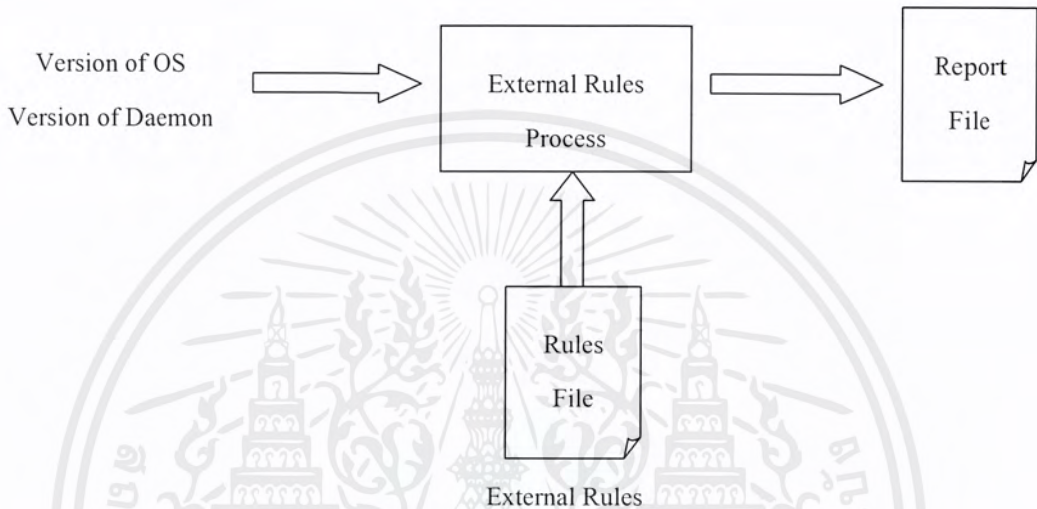 Version of OS
Version of Daemon
External Rules
Process
Report
File
Rules
File
External Rules